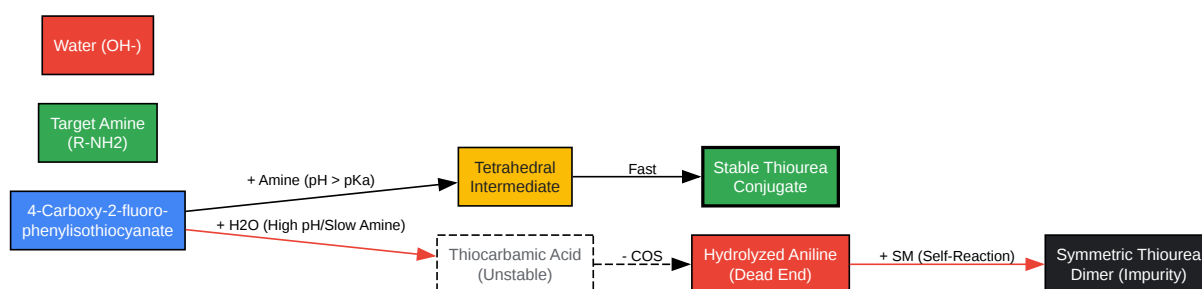 Water (OH-)
Target Amine
(R-NH2)
4-Carboxy-2-fluoro-
phenylisothiocyanate
+ Amine (pH > pKa)
+ H2O (High pH/Slow Amine)
Tetrahedral
Intermediate
Fast
Stable Thiourea
Conjugate
Thiocarbamic Acid
(Unstable)
- COS
Hydrolyzed Aniline
(Dead End)
+ SM (Self-Reaction)
Symmetric Thiourea
Dimer (Impurity)